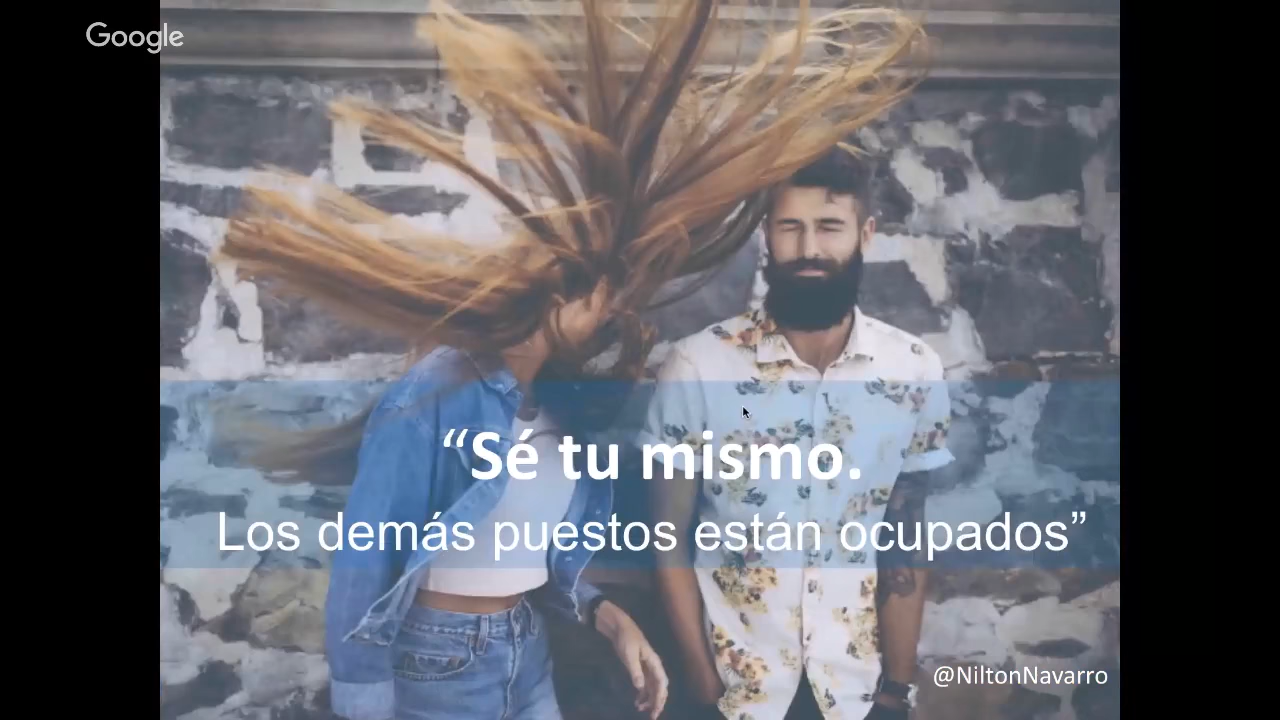 Google
“Sé tu mismo.
Los demás puestos están ocupados”
@NiltonNavarro